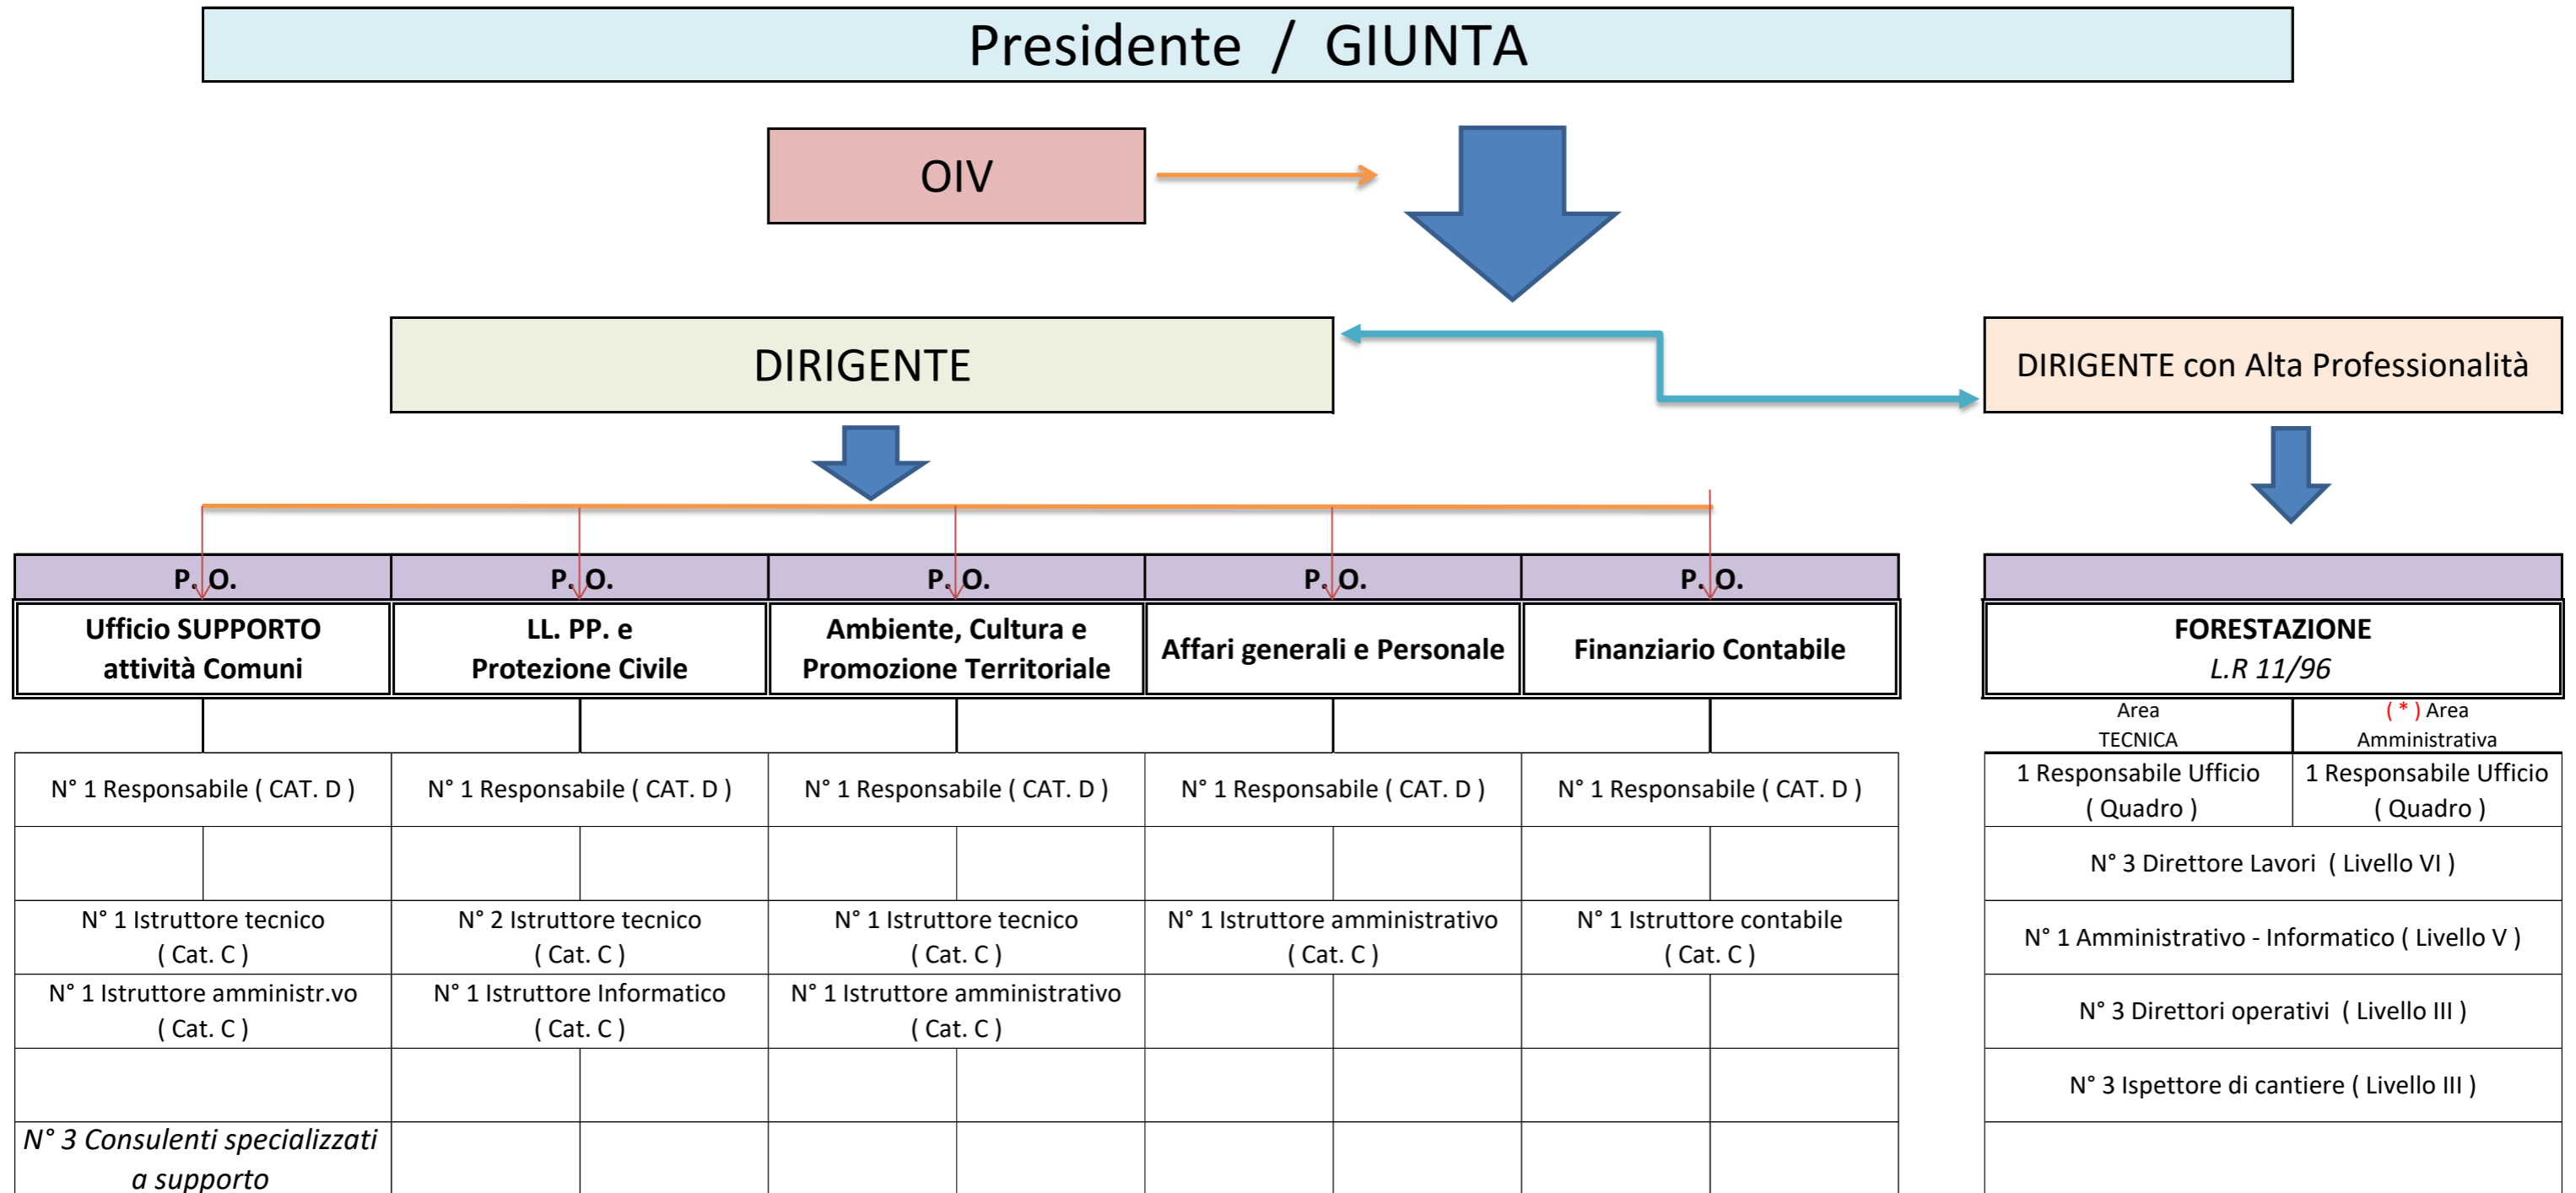 Presidente / GIUNTA
OIV
DIRIGENTE
DIRIGENTE con Alta Professionalità
P. O.
P. O.
P. O.
P. O.
P. O.
Ufficio SUPPORTO
attività Comuni
LL. PP. e
Protezione Civile
Ambiente, Cultura e
Promozione Territoriale
Affari generali e Personale
Finanziario Contabile
FORESTAZIONE
L.R 11/96
Area
TECNICA
( * ) Area
Amministrativa
N° 1 Responsabile ( CAT. D )
N° 1 Responsabile ( CAT. D )
N° 1 Responsabile ( CAT. D )
N° 1 Responsabile ( CAT. D )
N° 1 Responsabile ( CAT. D )
1 Responsabile Ufficio
( Quadro )
1 Responsabile Ufficio
( Quadro )
N° 3 Direttore Lavori ( Livello VI )
N° 1 Istruttore tecnico
( Cat. C )
N° 2 Istruttore tecnico
( Cat. C )
N° 1 Istruttore tecnico
( Cat. C )
N° 1 Istruttore amministrativo
( Cat. C )
N° 1 Istruttore contabile
( Cat. C )
N° 1 Amministrativo - Informatico ( Livello V )
N° 1 Istruttore amministr.vo
( Cat. C )
N° 1 Istruttore Informatico
( Cat. C )
N° 1 Istruttore amministrativo
( Cat. C )
N° 3 Direttori operativi ( Livello III )
N° 3 Ispettore di cantiere ( Livello III )
N° 3 Consulenti specializzati
a supporto